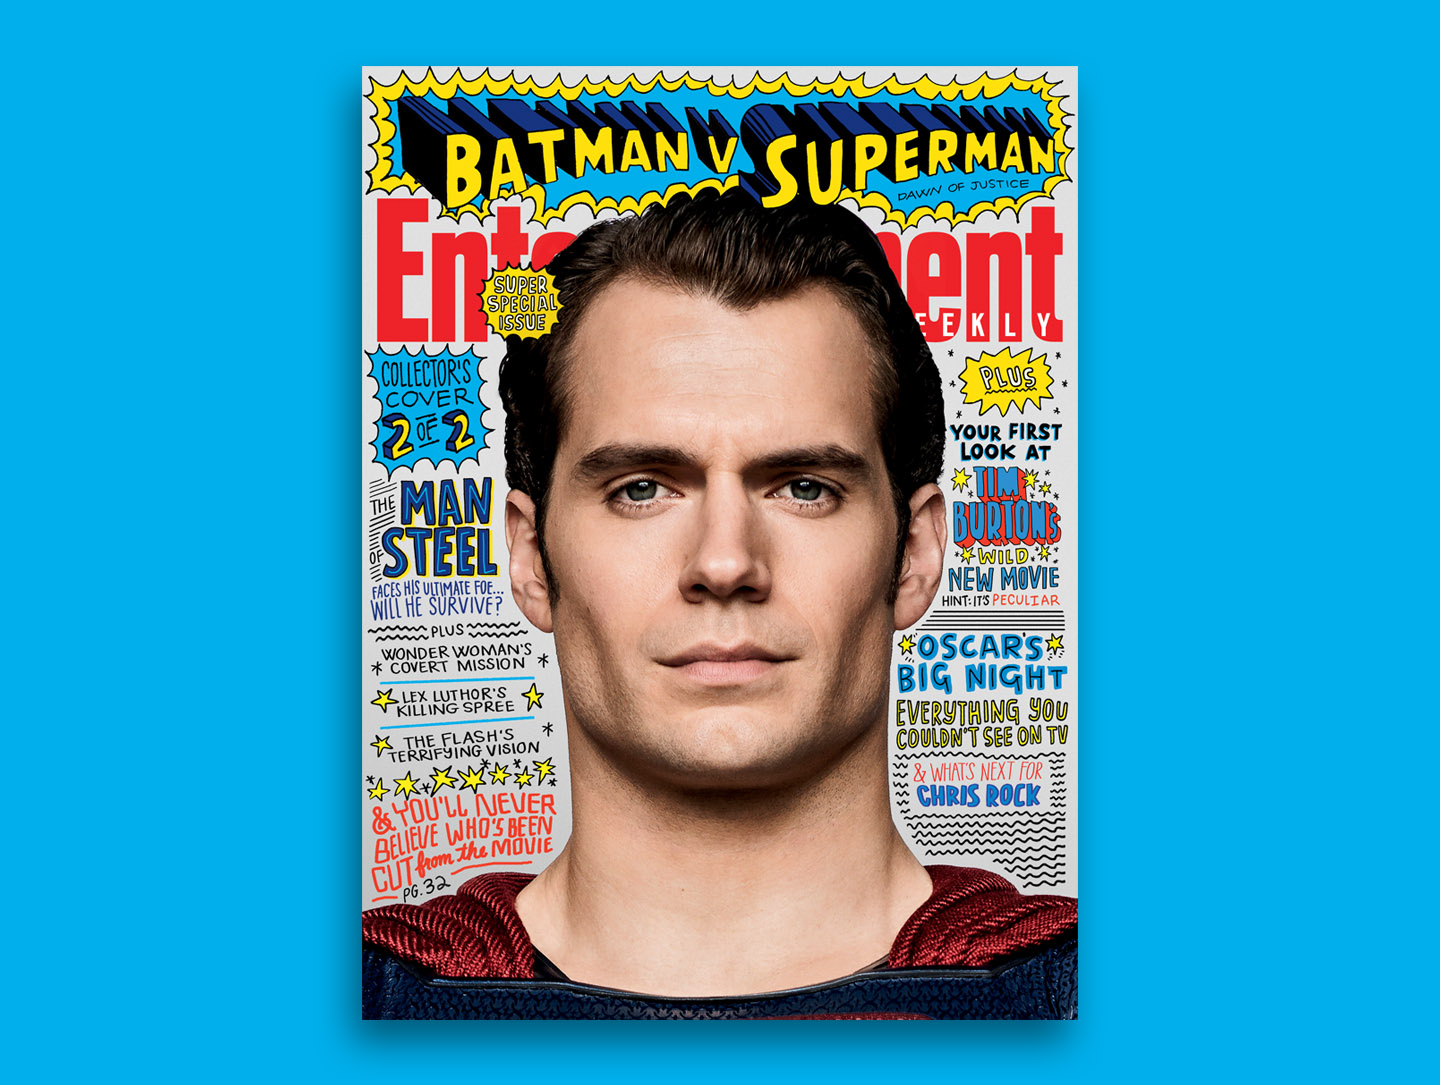 BATMAN V SUPERMAN
DAWN OF JUSTICE
SUPER
SPECIAL
ISSUE
COLLECTOR'S
COVER
2 OF 2
THE MAN
OF STEEL
FACES HIS ULTIMATE FOE...
WILL HE SURVIVE?
PLUS
WONDER WOMAN'S
COVERT MISSION
LEX LUTHOR'S
KILLING SPREE
THE FLASH'S
TERRIFYING VISION
& YOU'LL NEVER
BELIEVE WHO'S BEEN
CUT from the MOVIE
PG. 32
PLUS
YOUR FIRST
LOOK AT
TIM
BURTON'S
WILD
NEW MOVIE
HINT: IT'S PECULIAR
OSCAR'S
BIG NIGHT
EVERYTHING YOU
COULDN'T SEE ON TV
& WHAT'S NEXT FOR
CHRIS ROCK